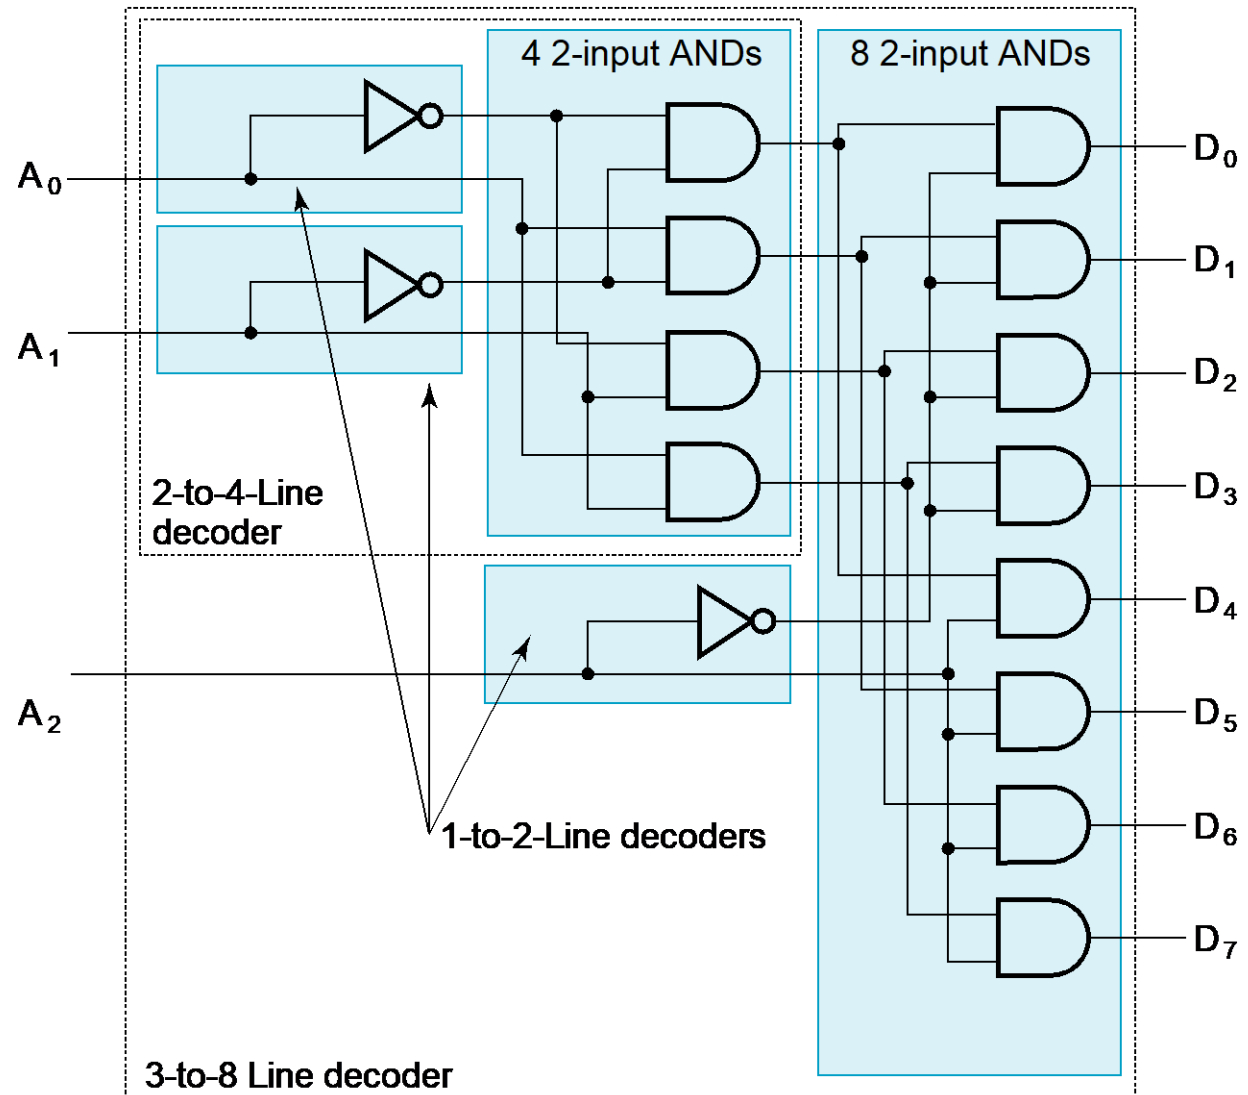 4 2-input ANDs
8 2-input ANDs
A0
A1
A2
D0
D1
D2
D3
D4
D5
D6
D7
2-to-4-Line
decoder
1-to-2-Line decoders
3-to-8 Line decoder